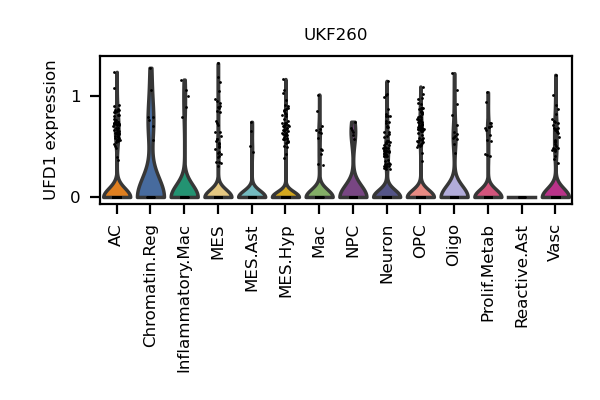 UKF260
UFD1 expression
1
0
AC
Chromatin.Reg
Inflammatory.Mac
MES
MES.Ast
MES.Hyp
Mac
NPC
Neuron
OPC
Oligo
Prolif.Metab
Reactive.Ast
Vasc